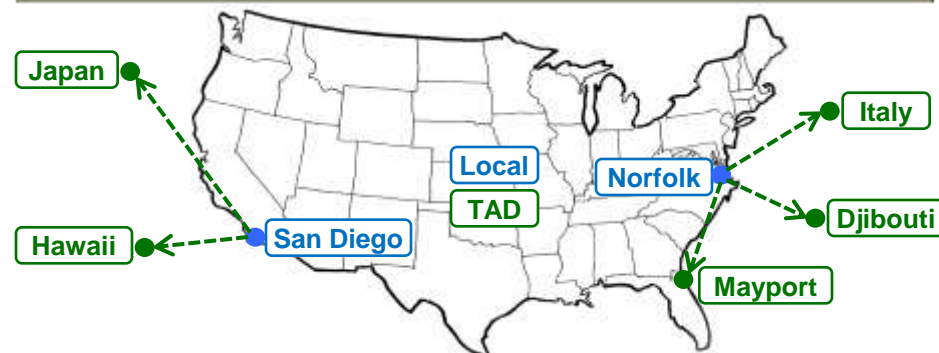 Japan
Italy
Local
Norfolk
TAD
Djibouti
Hawaii
San Diego
Mayport